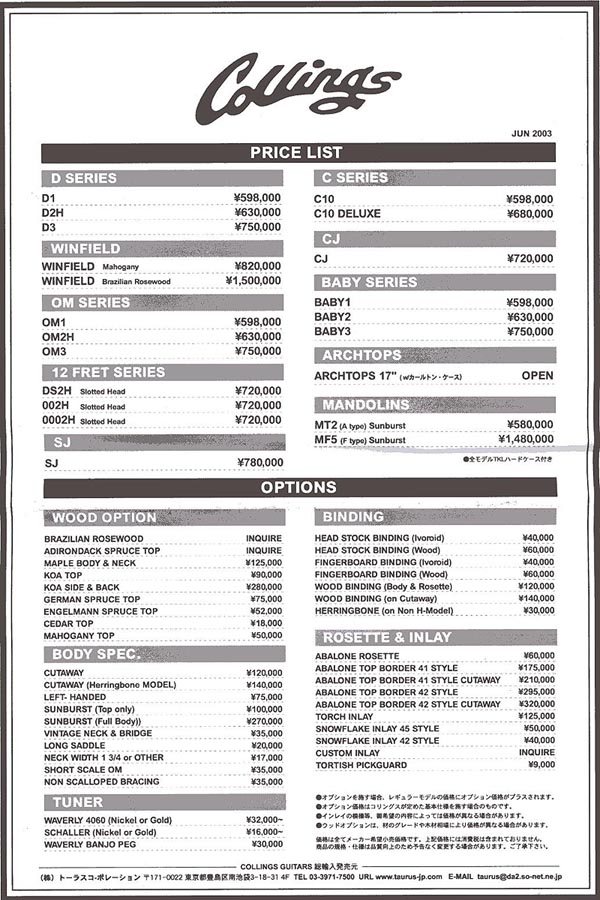 Collings
JUN 2003
PRICE LIST
D SERIES
D1 ¥598,000
D2H ¥630,000
D3 ¥750,000
WINFIELD
WINFIELD Mahogany ¥820,000
WINFIELD Brazilian Rosewood ¥1,500,000
OM SERIES
OM1 ¥598,000
OM2H ¥630,000
OM3 ¥750,000
12 FRET SERIES
DS2H Slotted Head ¥720,000
002H Slotted Head ¥720,000
0002H Slotted Head ¥720,000
SJ
SJ ¥780,000
C SERIES
C10 ¥598,000
C10 DELUXE ¥680,000
CJ
CJ ¥720,000
BABY SERIES
BABY1 ¥598,000
BABY2 ¥630,000
BABY3 ¥750,000
ARCHTOPS
ARCHTOPS 17" (w/カールトン・ケース) OPEN
MANDOLINS
MT2 (A type) Sunburst ¥580,000
MF5 (F type) Sunburst ¥1,480,000
●全モデルTKLハードケース付き
OPTIONS
WOOD OPTION
BRAZILIAN ROSEWOOD INQUIRE
ADIRONDACK SPRUCE TOP INQUIRE
MAPLE BODY & NECK ¥125,000
KOA TOP ¥90,000
KOA SIDE & BACK ¥280,000
GERMAN SPRUCE TOP ¥75,000
ENGELMANN SPRUCE TOP ¥52,000
CEDAR TOP ¥18,000
MAHOGANY TOP ¥50,000
BODY SPEC.
CUTAWAY ¥120,000
CUTAWAY (Herringbone MODEL) ¥140,000
LEFT- HANDED ¥75,000
SUNBURST (Top only) ¥100,000
SUNBURST (Full Body)) ¥270,000
VINTAGE NECK & BRIDGE ¥35,000
LONG SADDLE ¥20,000
NECK WIDTH 1 3/4 or OTHER ¥17,000
SHORT SCALE OM ¥35,000
NON SCALLOPED BRACING ¥35,000
TUNER
WAVERLY 4060 (Nickel or Gold) ¥32,000~
SCHALLER (Nickel or Gold) ¥16,000~
WAVERLY BANJO PEG ¥30,000
BINDING
HEAD STOCK BINDING (Ivoroid) ¥40,000
HEAD STOCK BINDING (Wood) ¥60,000
FINGERBOARD BINDING (Ivoroid) ¥40,000
FINGERBOARD BINDING (Wood) ¥60,000
WOOD BINDING (Body & Rosette) ¥120,000
WOOD BINDING (on Cutaway) ¥140,000
HERRINGBONE (on Non H-Model) ¥30,000
ROSETTE & INLAY
ABALONE ROSETTE ¥60,000
ABALONE TOP BORDER 41 STYLE ¥175,000
ABALONE TOP BORDER 41 STYLE CUTAWAY ¥210,000
ABALONE TOP BORDER 42 STYLE ¥295,000
ABALONE TOP BORDER 42 STYLE CUTAWAY ¥320,000
TORCH INLAY ¥125,000
SNOWFLAKE INLAY 45 STYLE ¥50,000
SNOWFLAKE INLAY 42 STYLE ¥40,000
CUSTOM INLAY INQUIRE
TORTISH PICKGUARD ¥9,000
●オプションを施す場合、レギュラーモデルの価格にオプション価格がプラスされます。
●オプション価格はコリングスが定めた基本仕様を施す場合のものです。
●インレイの模様等、御希望の内容によっては価格が異なる場合があります。
●ウッドオプションは、材のグレードや木材相場により価格が異なる場合があります。
価格は全てメーカー希望小売価格です。上記価格には消費税は含まれておりません。
商品の規格・仕様は品質向上のため予告なく変更する場合がございます。ご了承下さい。
COLLINGS GUITARS 総輸入発売元
(株) トーラスコーポレーション 〒171-0022 東京都豊島区南池袋3-18-31 4F TEL 03-3971-7500 URL www.taurus-jp.com E-MAIL taurus@da2.so-net.ne.jp